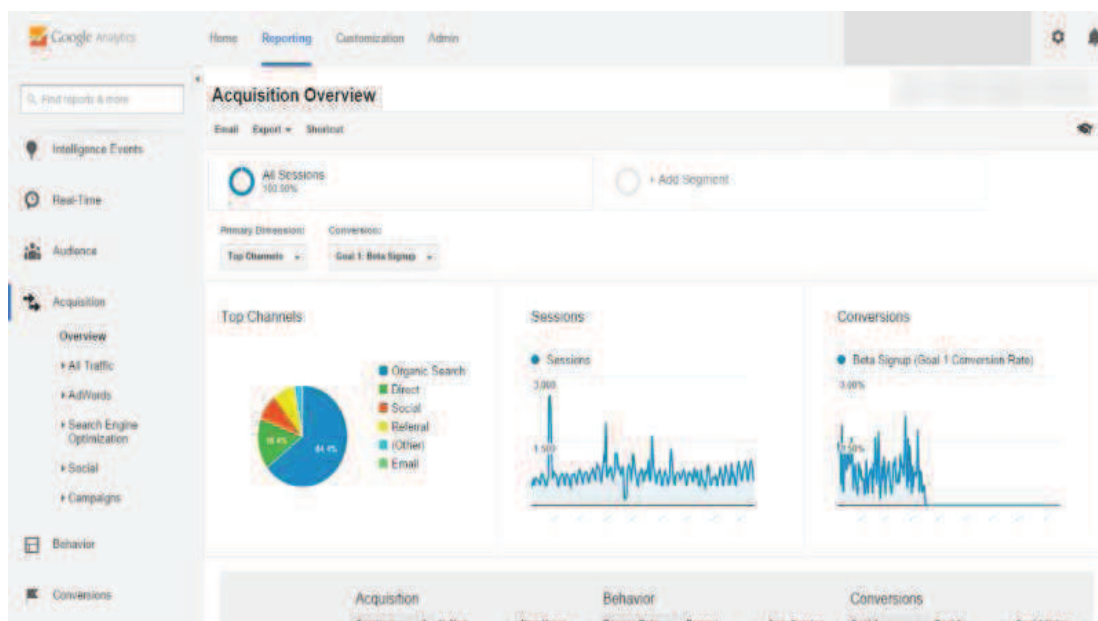 Google Analytics
Home Reporting Customization Admin
Find reports & more
Acquisition Overview
Email Export Shortcut
Intelligence Events
All Sessions
100.00%
+ Add Segment
Real-Time
Primary Dimension: Conversion:
Audience
Top Channels Goal 1: Beta Signup
Acquisition
Overview
All Traffic
AdWords
Search Engine
Optimization
Social
Campaigns
Behavior
Conversions
Top Channels
Organic Search
Direct
Social
Referral
(Other)
Email
64.4%
Sessions
Sessions
3,000
1,500
Conversions
Beta Signup (Goal 1 Conversion Rate)
3.00%
1.50%
Acquisition Behavior Conversions